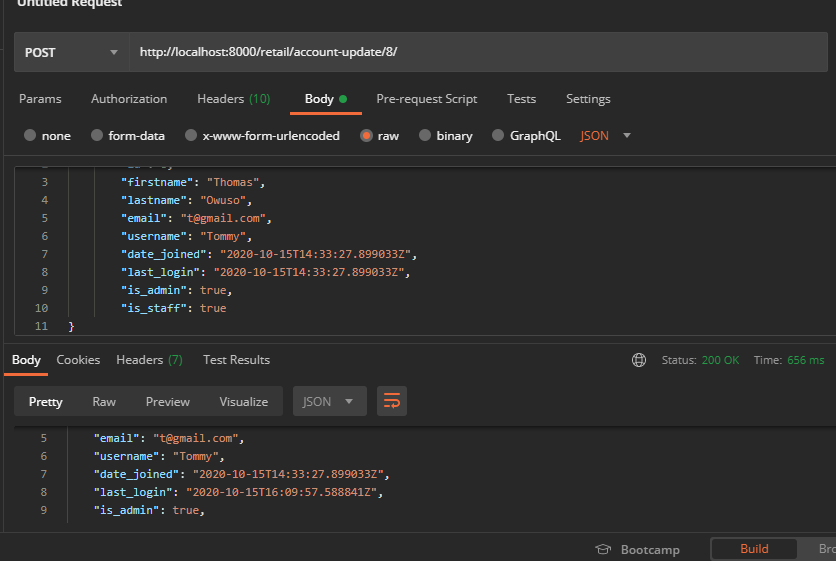 Untitled Request
POST http://localhost:8000/retail/account-update/8/
Params Authorization Headers (10) Body Pre-request Script Tests Settings
none form-data x-www-form-urlencoded raw binary GraphQL JSON
3 "firstname": "Thomas",
4 "lastname": "Owuso",
5 "email": "t@gmail.com",
6 "username": "Tommy",
7 "date_joined": "2020-10-15T14:33:27.899033Z",
8 "last_login": "2020-10-15T14:33:27.899033Z",
9 "is_admin": true,
10 "is_staff": true
11 }
Body Cookies Headers (7) Test Results Status: 200 OK Time: 656 ms
Pretty Raw Preview Visualize JSON
5 "email": "t@gmail.com",
6 "username": "Tommy",
7 "date_joined": "2020-10-15T14:33:27.899033Z",
8 "last_login": "2020-10-15T16:09:57.588841Z",
9 "is_admin": true,
Bootcamp Build Bro